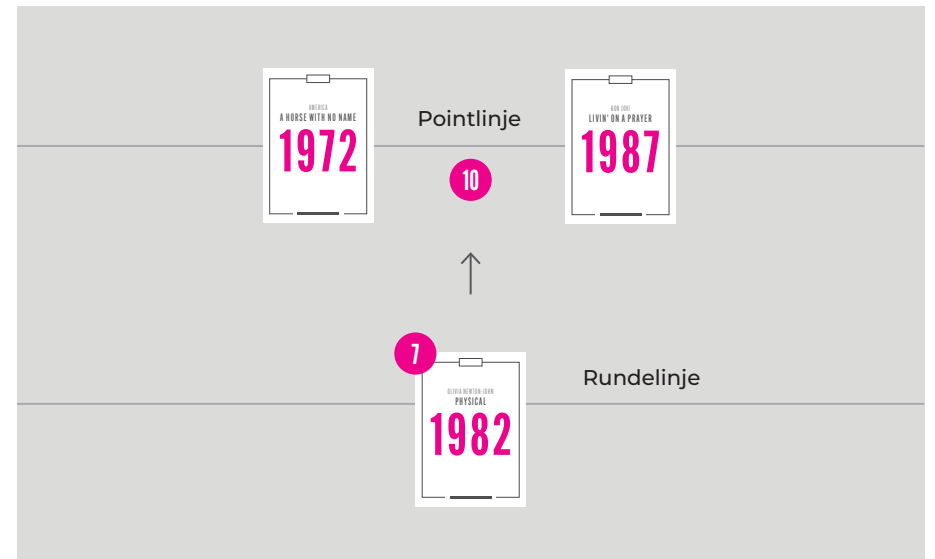 AMERICA
A HORSE WITH NO NAME
1972
Pointlinje
10
BON JOVI
LIVIN' ON A PRAYER
1987
7
OLIVIA NEWTON-JOHN
PHYSICAL
1982
Rundelinje